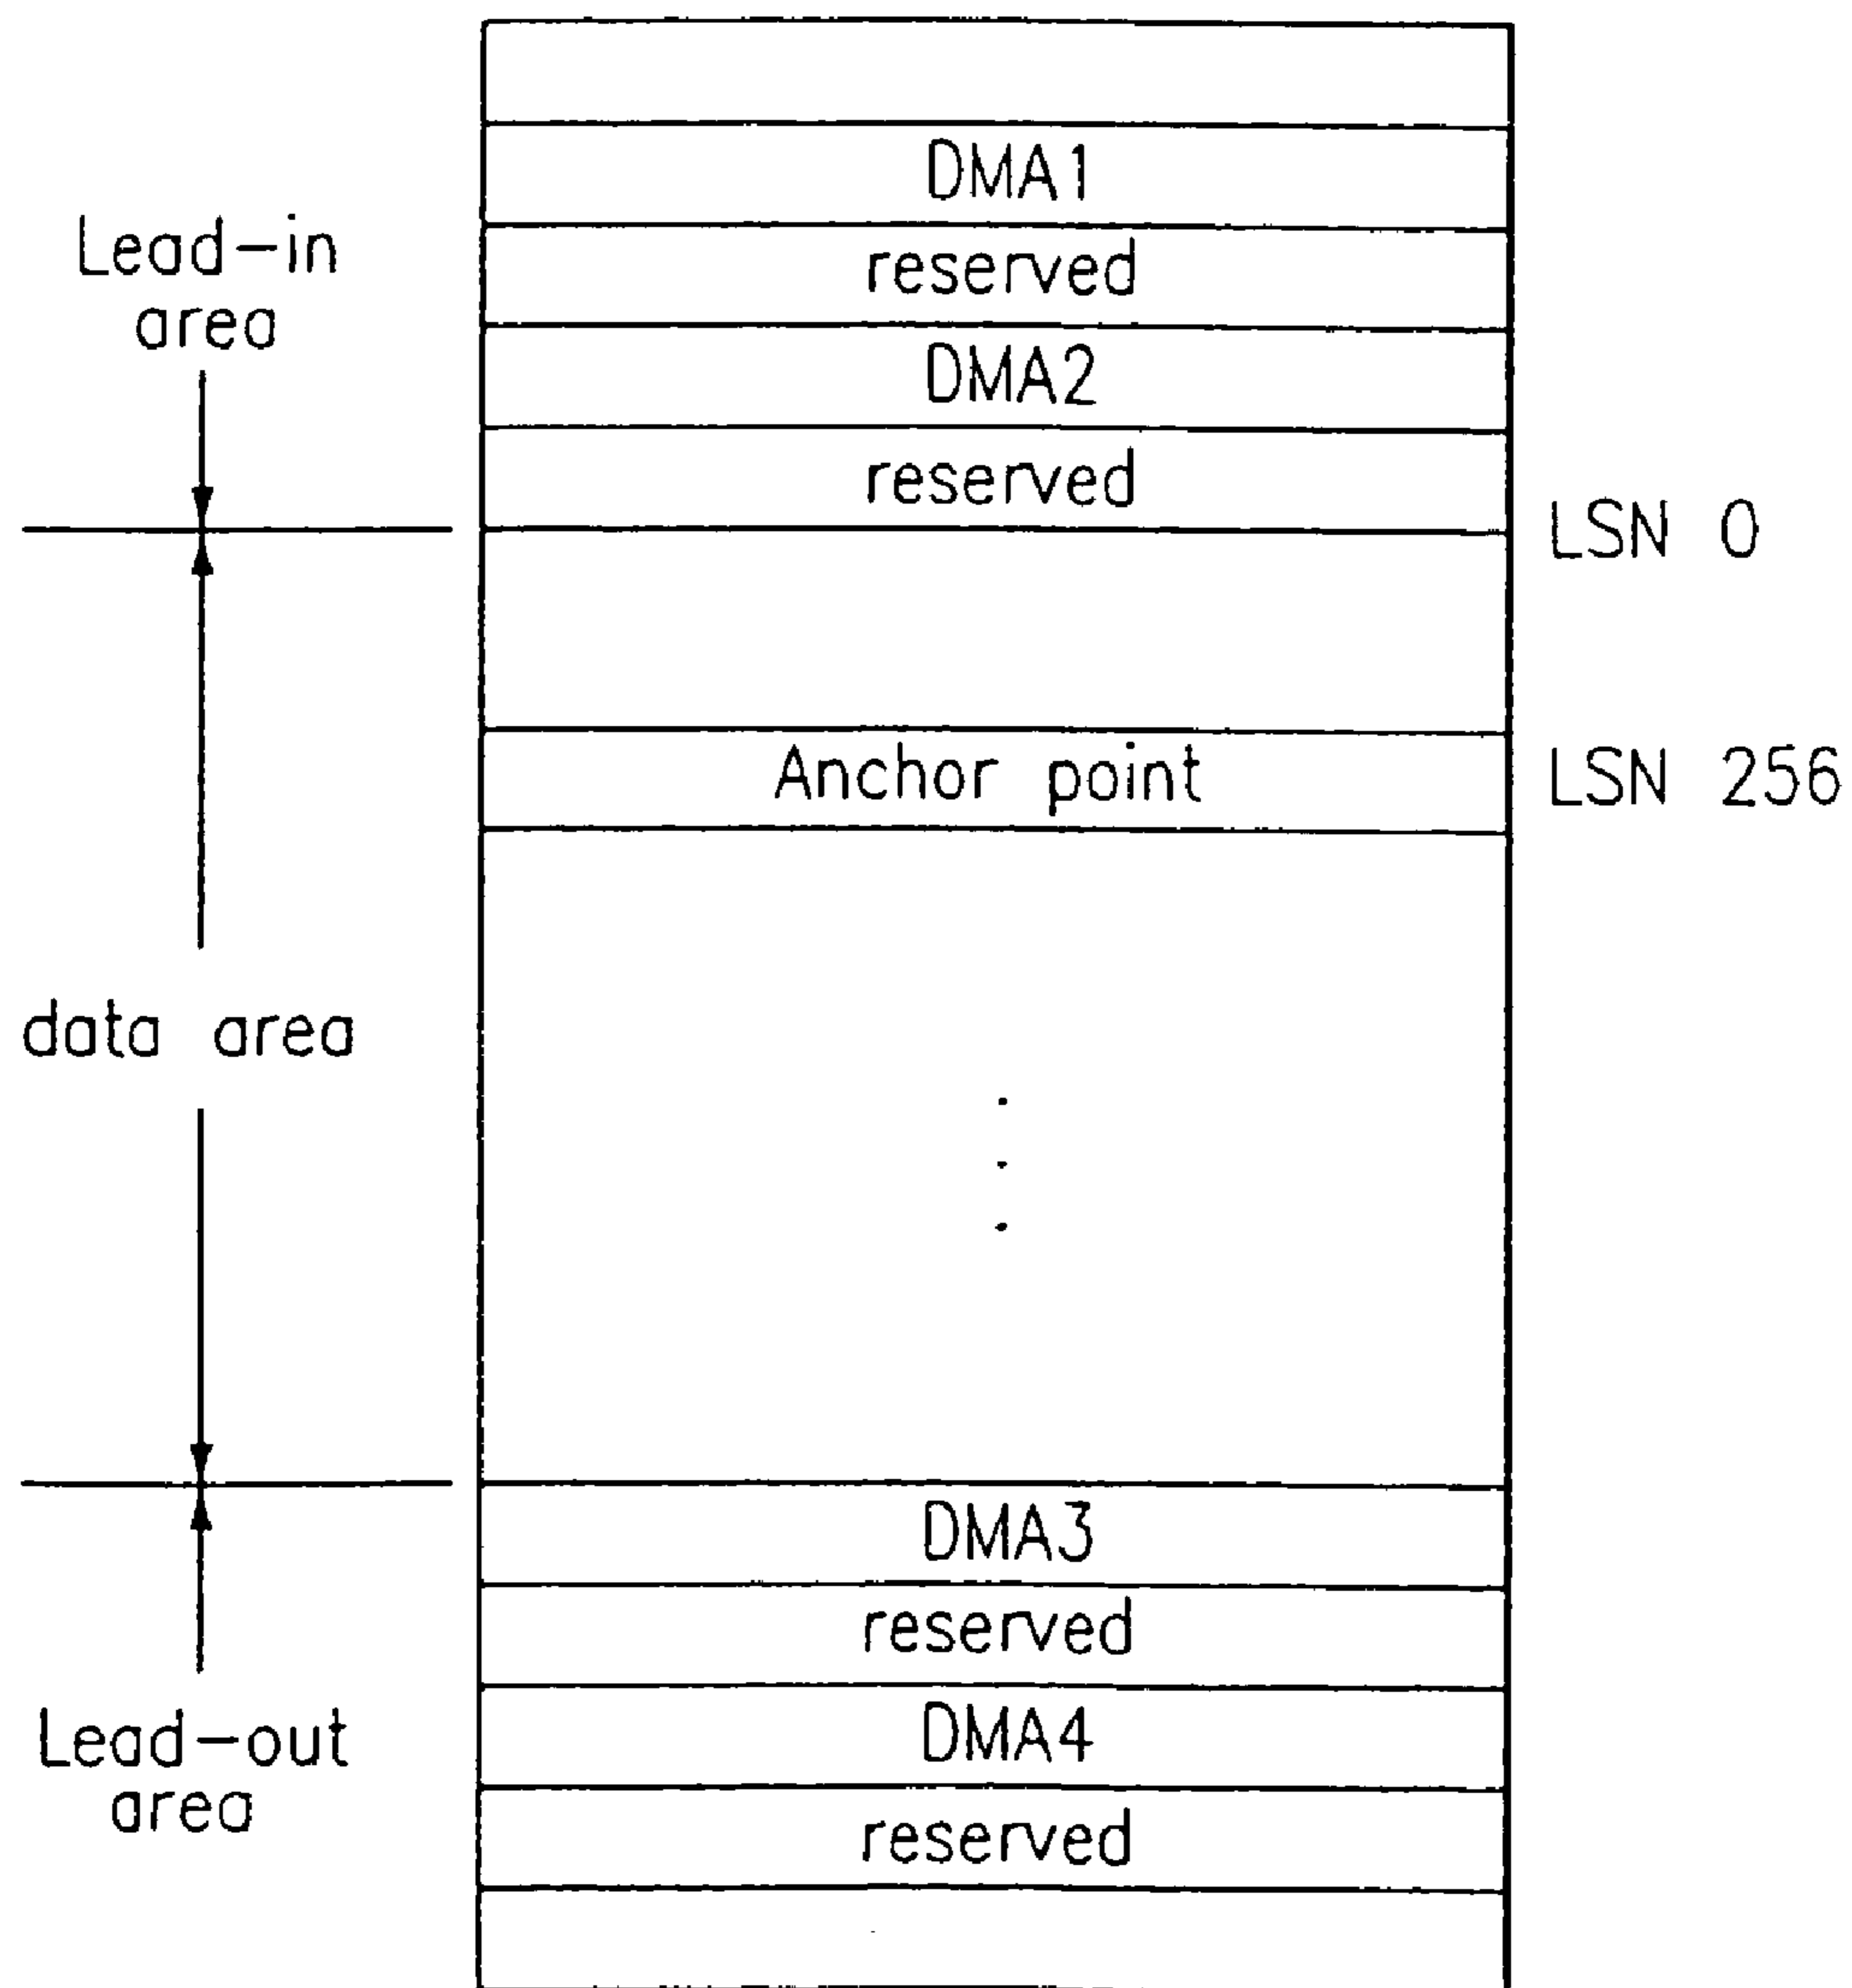 DMA1
Lead-in
area
reserved
DMA2
reserved
LSN 0
Anchor point
LSN 256
data area
DMA3
reserved
Lead-out
area
DMA4
reserved